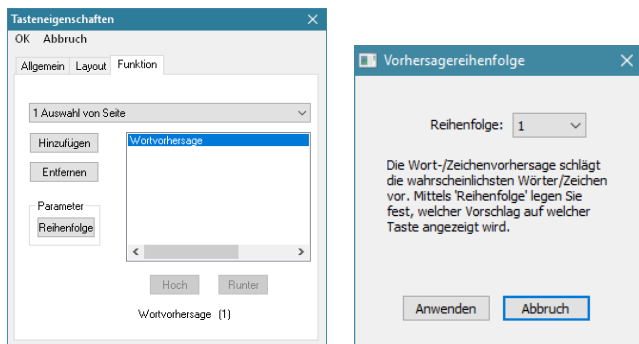 Tasteneigenschaften
OK Abbruch
Allgemein Layout Funktion
1 Auswahl von Seite
Hinzufügen
Wortvorhersage
Entfernen
Parameter
Reihenfolge
Hoch Runter
Wortvorhersage (1)
Vorhersagereihenfolge
Reihenfolge: 1
Die Wort-/Zeichenvorhersage schlägt
die wahrscheinlichsten Wörter/Zeichen
vor. Mittels 'Reihenfolge' legen Sie
fest, welcher Vorschlag auf welcher
Taste angezeigt wird.
Anwenden Abbruch